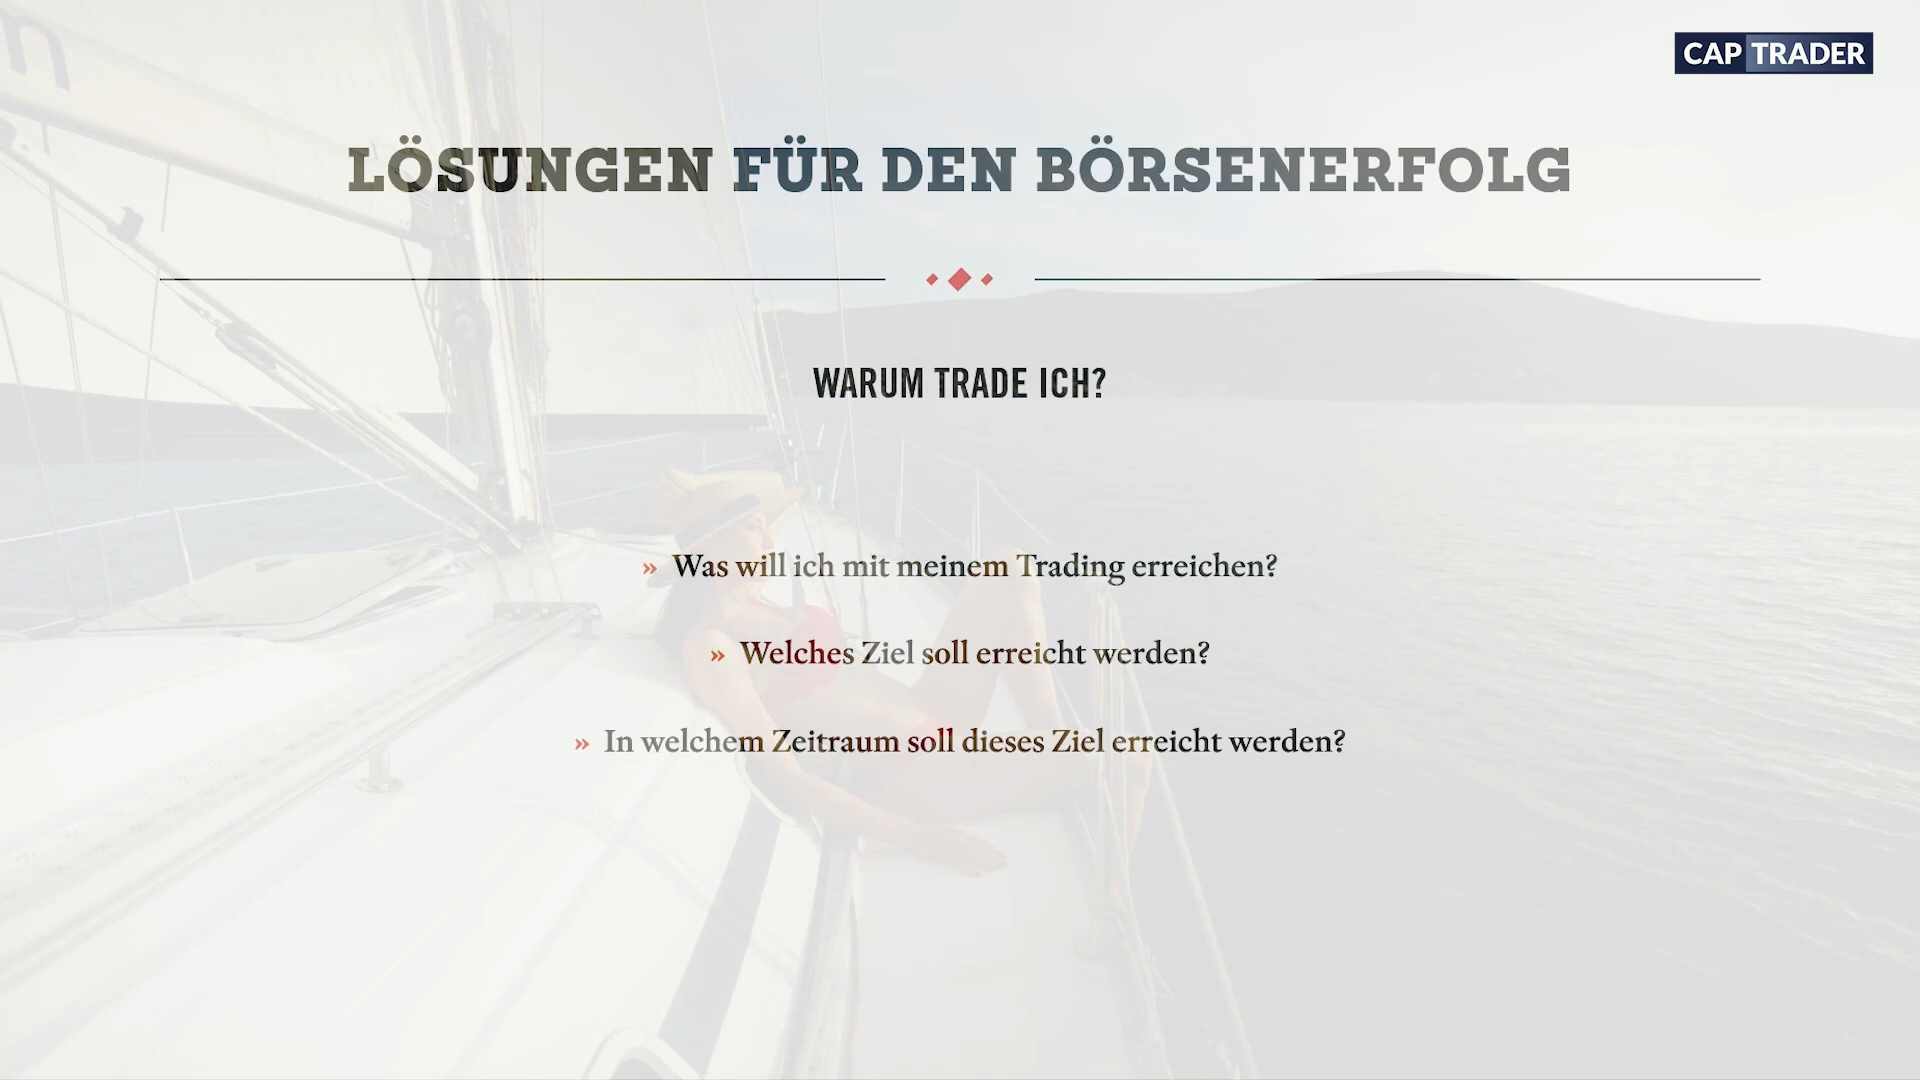 CAP TRADER
LÖSUNGEN FÜR DEN BÖRSENERFOLG
WARUM TRADE ICH?
» Was will ich mit meinem Trading erreichen?
» Welches Ziel soll erreicht werden?
» In welchem Zeitraum soll dieses Ziel erreicht werden?